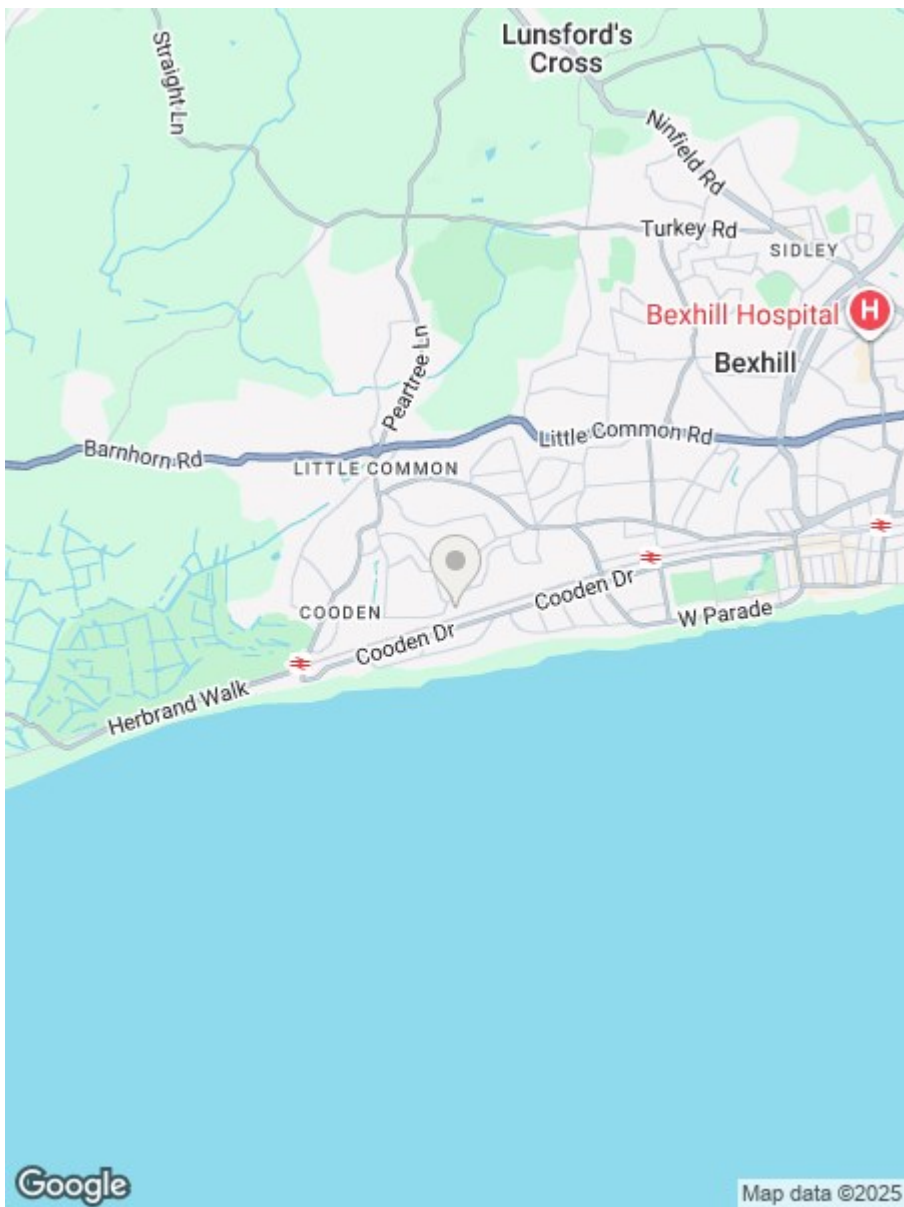 Lunsford's
Cross
Straight Ln
Ninfield Rd
Turkey Rd
SIDLEY
Bexhill Hospital
H
Bexhill
Peartree Ln
Little Common Rd
Barnhorn Rd
LITTLE COMMON
Cooden Dr
COODEN
W Parade
Cooden Dr
Herbrand Walk
Google
Map data ©2025